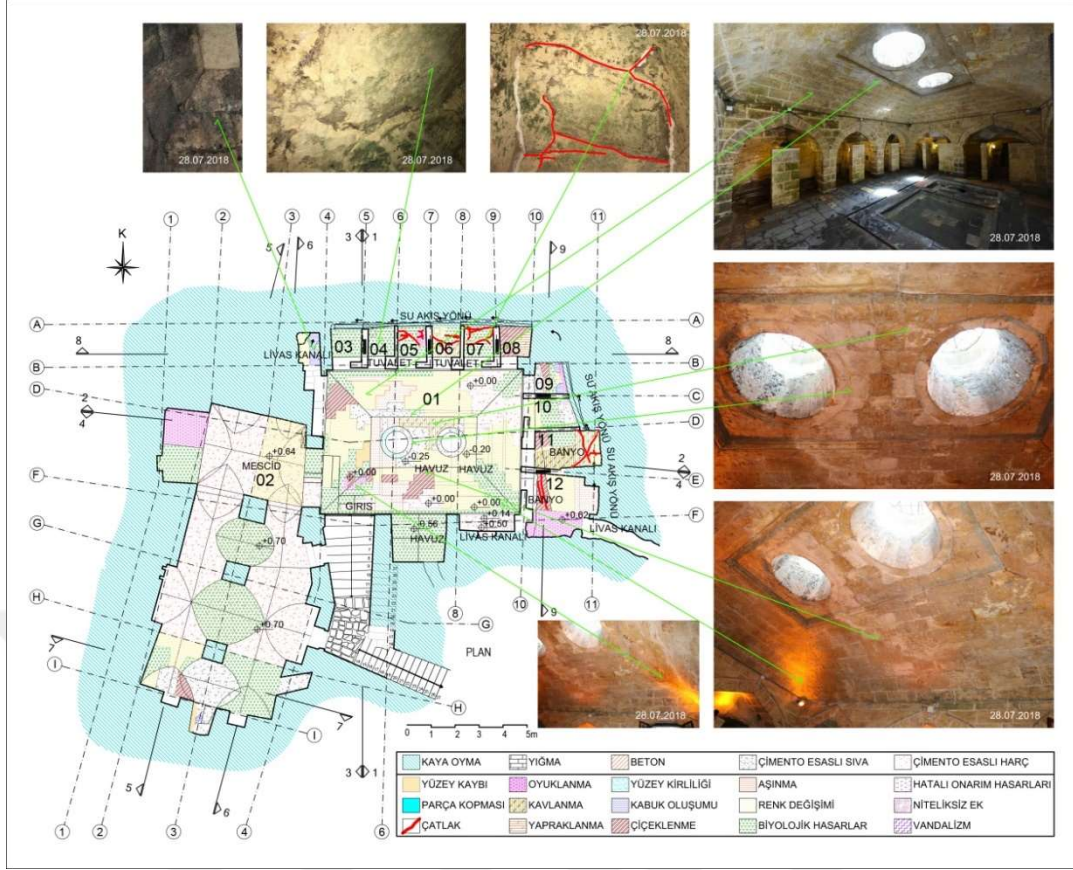 28.07.2018
28.07.2018
28.07.2018
28.07.2018
28.07.2018
28.07.2018
28.07.2018
K
1 2 3 4 5 6 7 8 9 10 11
5 6 3 1 9
A SU AKIŞ YÖNÜ A
03 04 05 06 07 08
LİVAS KANALI
8 8
B TUVALET TUVALET B
+0.00
09
D 01 C
10
SU AKIŞ YÖNÜ
2
4
D
11
BANYO
+0.64
MESCİD
02
-0.25 -0.20
HAVUZ HAVUZ
SU AKIŞ YÖNÜ
2
4
E
F
+0.00
12
GİRİS
+0.00
+0.00
BANYO
+0.14
+0.50
+0.62
F
G
-0.56
HAVUZ
LİVAS KANALI
LİVAS KANALI
+0.70
8 10 11
9
H
G
+0.70
PLAN
7
I
H
7
I
0 1 2 3 4 5m
5
6
3 1
1 2 3 4 6
KAYA OYMA YIĞMA BETON ÇİMENTO ESASLI SIVA ÇİMENTO ESASLI HARÇ
YÜZEY KAYBI OYUKLANMA YÜZEY KİRLİLİĞİ AŞINMA HATALI ONARIM HASARLARI
PARÇA KOPMASI KAVLANMA KABUK OLUŞUMU RENK DEĞİŞİMİ NİTELİKSİZ EK
ÇATLAK YAPRAKLANMA ÇİÇEKLENME BİYOLOJİK HASARLAR VANDALİZM